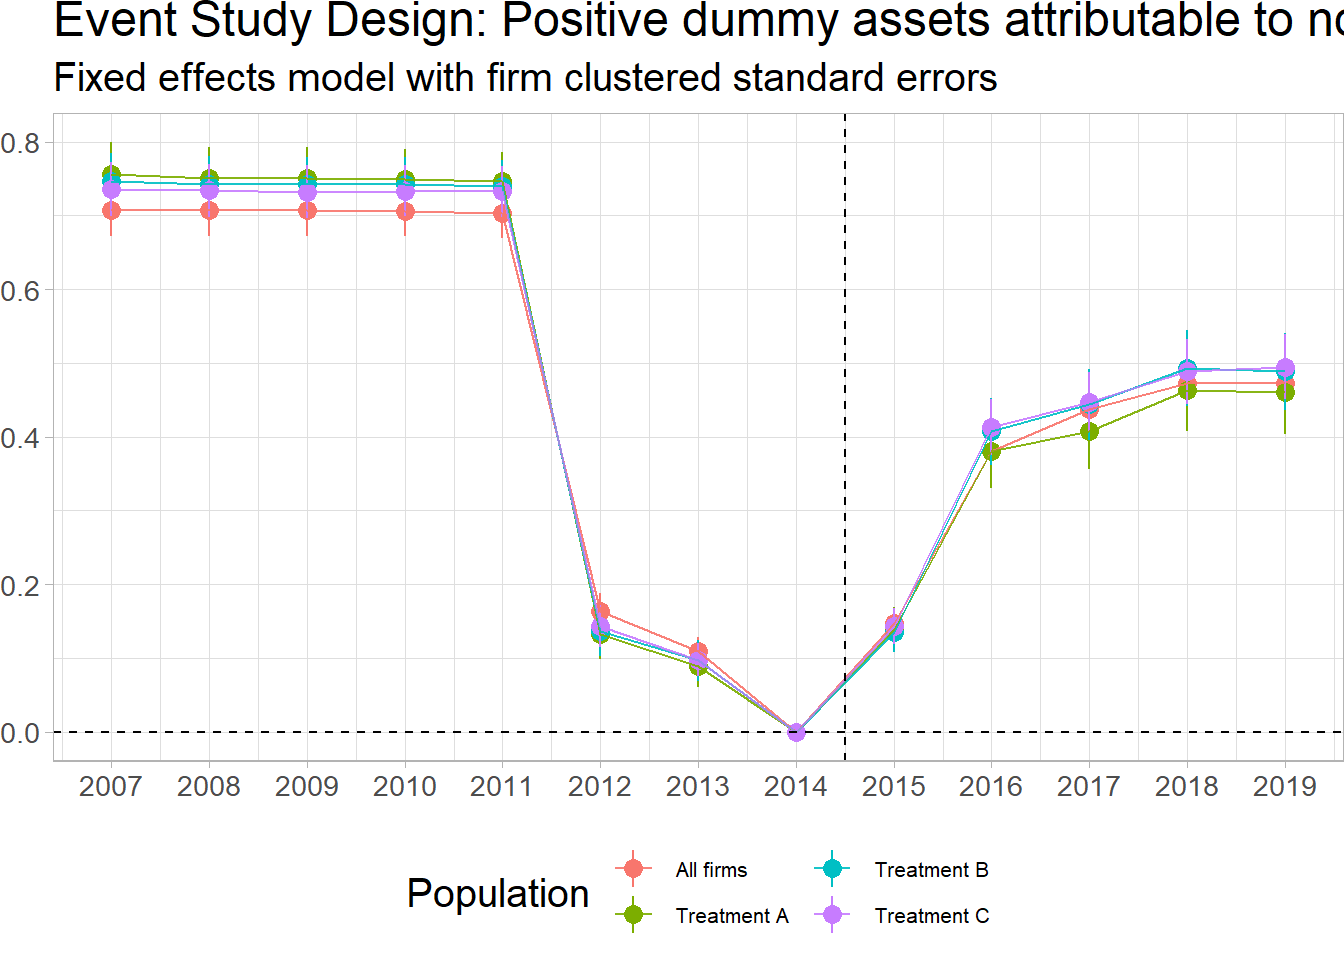 Event Study Design: Positive dummy assets attributable to
Fixed effects model with firm clustered standard errors
0.8
0.6
0.4
0.2
0.0
2007 2008 2009 2010 2011 2012 2013 2014 2015 2016 2017 2018 2019
Population
All firms
Treatment A
Treatment B
Treatment C